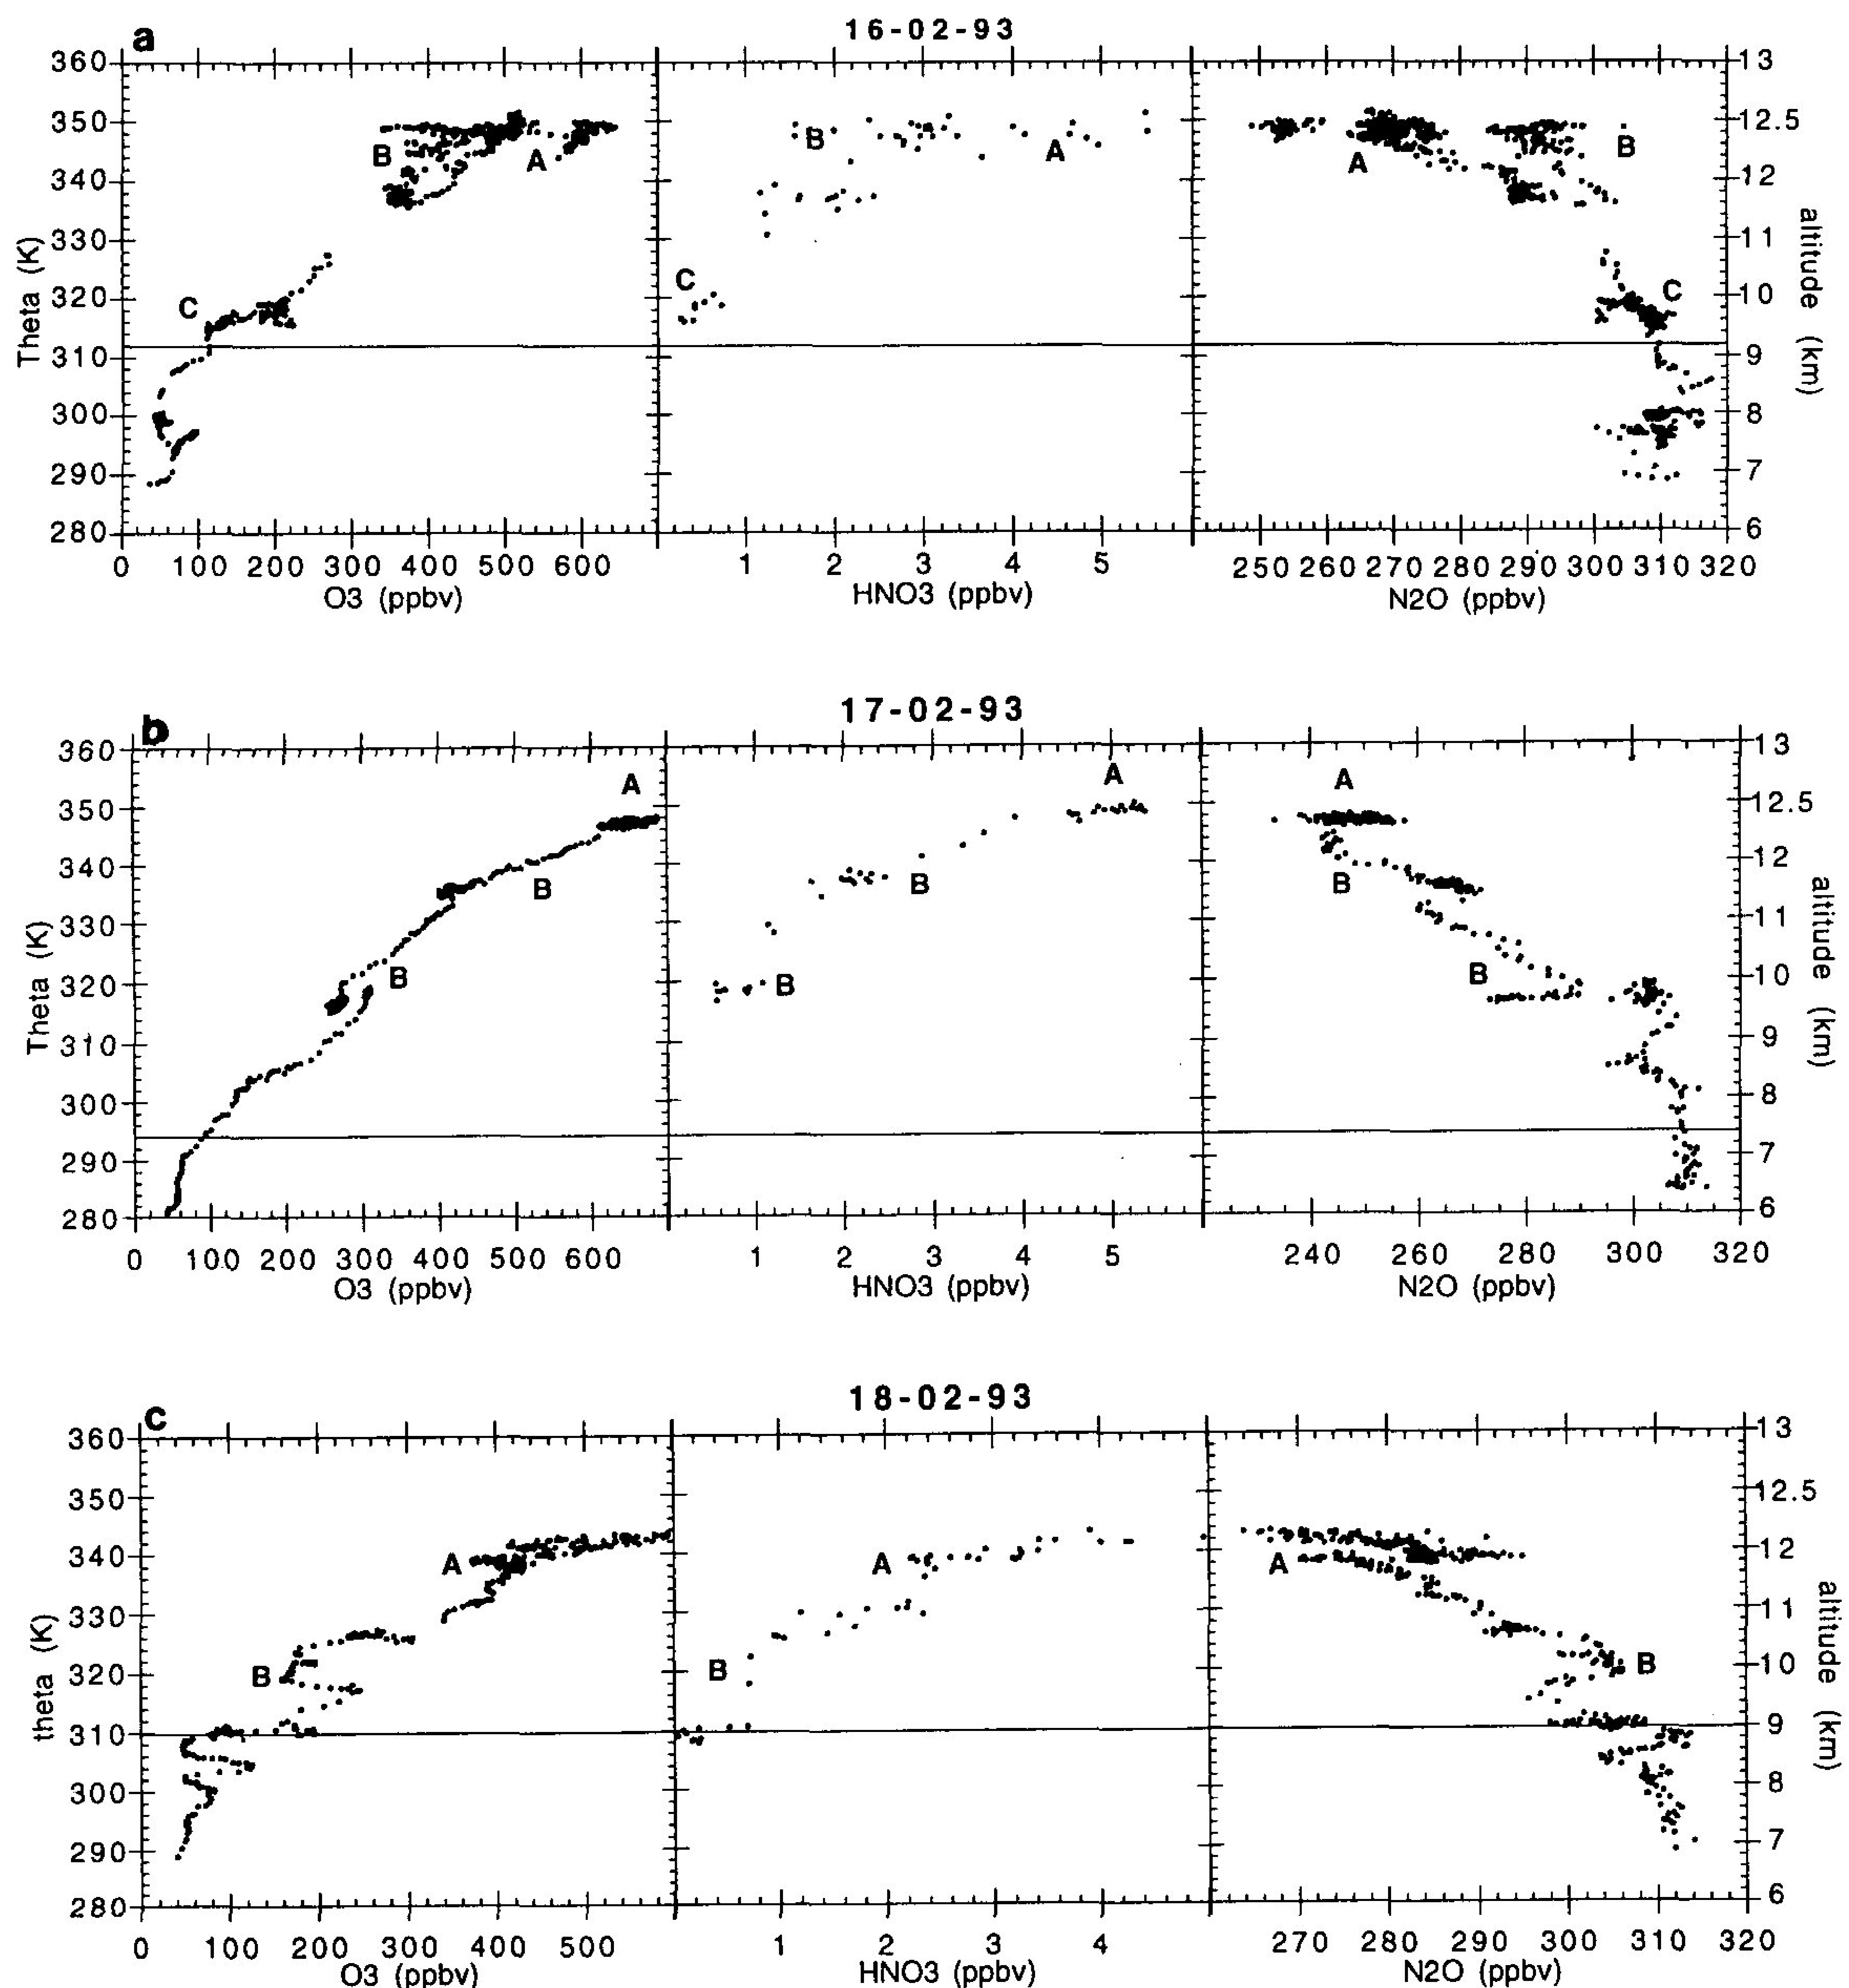 a
16-02-93
360
350
340
330
320
310
300
290
280
Theta (K)
B
A
C
B
A
C
A
B
C
13
12.5
12
11
10
9
8
7
6
altitude (km)
0 100 200 300 400 500 600
1 2 3 4 5
250 260 270 280 290 300 310 320
O3 (ppbv)
HNO3 (ppbv)
N2O (ppbv)
b
17-02-93
360
350
340
330
320
310
300
290
280
Theta (K)
A
B
B
A
B
B
A
B
B
13
12.5
12
11
10
9
8
7
6
altitude (km)
0 100 200 300 400 500 600
1 2 3 4 5
240 260 280 300 320
O3 (ppbv)
HNO3 (ppbv)
N2O (ppbv)
c
18-02-93
360
350
340
330
320
310
300
290
280
theta (K)
A
B
A
B
A
B
13
12.5
12
11
10
9
8
7
6
altitude (km)
0 100 200 300 400 500
1 2 3 4
270 280 290 300 310 320
O3 (ppbv)
HNO3 (ppbv)
N2O (ppbv)